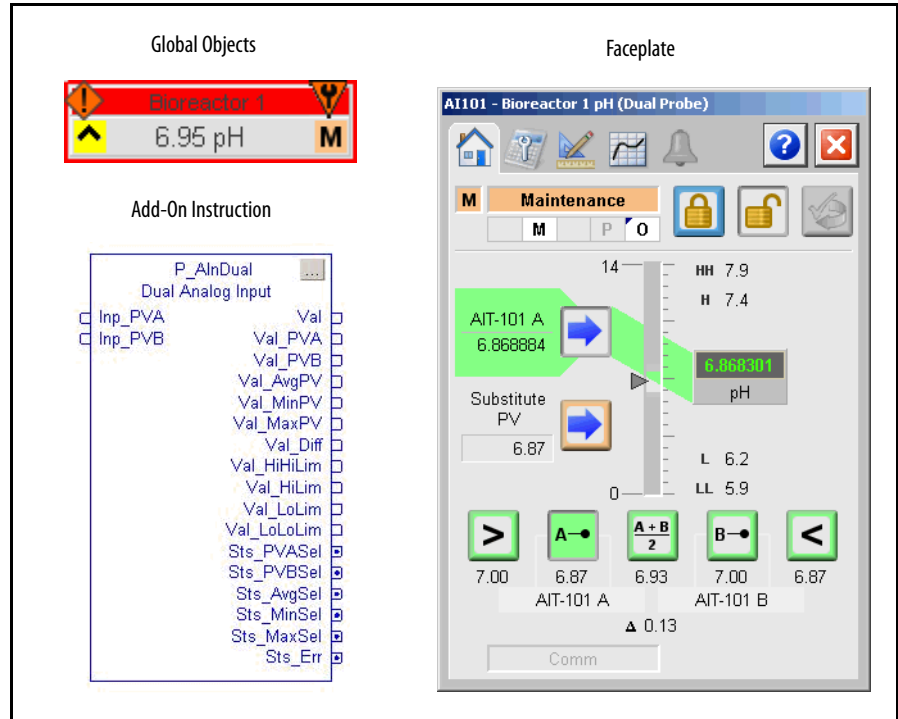 Global Objects
Bioreactor 1
6.95 pH
M
Add-On Instruction
P_AInDual
...
Dual Analog Input
Inp_PVA
Val
Inp_PVB
Val_PVA
Val_PVB
Val_AvgPV
Val_MinPV
Val_MaxPV
Val_Diff
Val_HiHiLim
Val_HiLim
Val_LoLim
Val_LoLoLim
Sts_PVASel
Sts_PVBSel
Sts_AvgSel
Sts_MinSel
Sts_MaxSel
Sts_Err
Faceplate
AI101 - Bioreactor 1 pH (Dual Probe)
?
M Maintenance
M P O
14
HH 7.9
H 7.4
AIT-101 A
6.868884
6.868301
pH
Substitute
PV
6.87
L 6.2
0
LL 5.9
> A A + B B <
2
7.00 6.87 6.93 7.00 6.87
AIT-101 A AIT-101 B
Δ 0.13
Comm